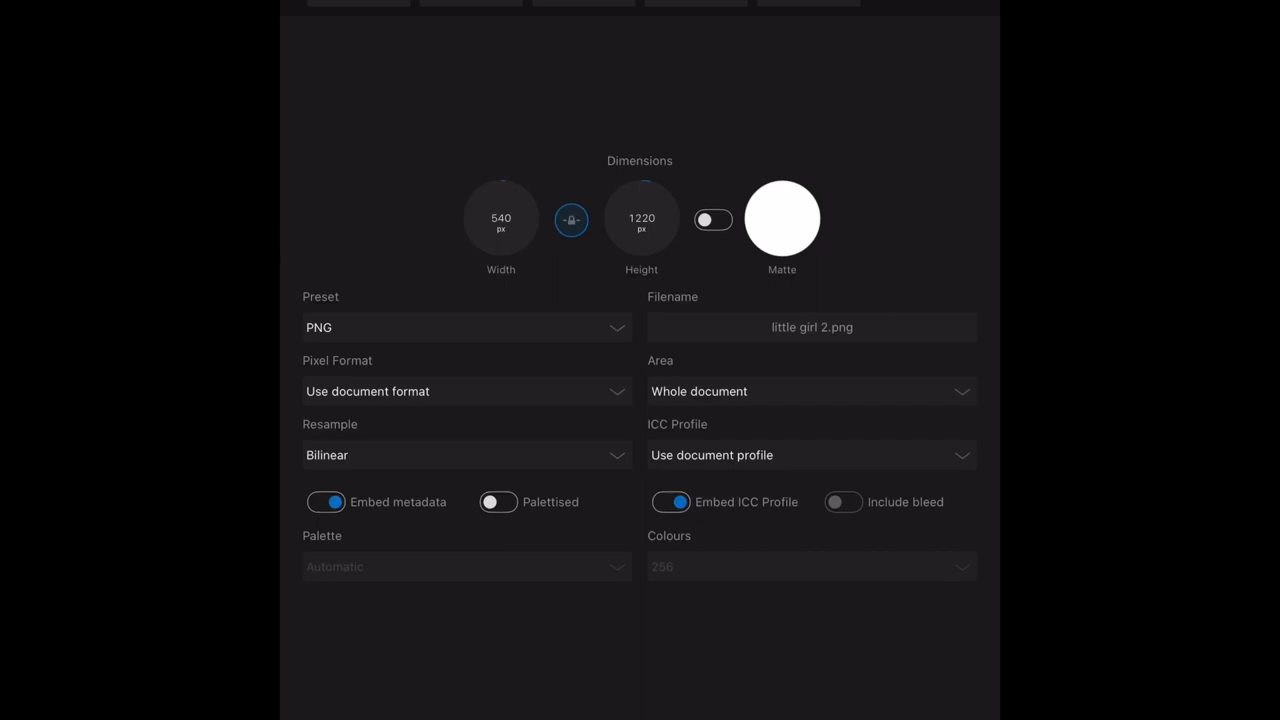 Dimensions
540
px
1220
px
Width
Height
Matte
Preset
Filename
PNG
little girl 2.png
Pixel Format
Area
Use document format
Whole document
Resample
ICC Profile
Bilinear
Use document profile
Embed metadata
Palettised
Embed ICC Profile
Include bleed
Palette
Colours
Automatic
256